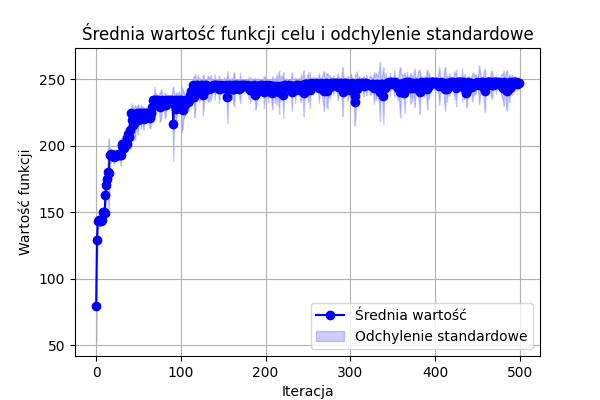 Średnia wartość funkcji celu i odchylenie standardowe
Wartość funkcji
250
200
150
100
50
0
100
200
300
400
500
Iteracja
Średnia wartość
Odchylenie standardowe